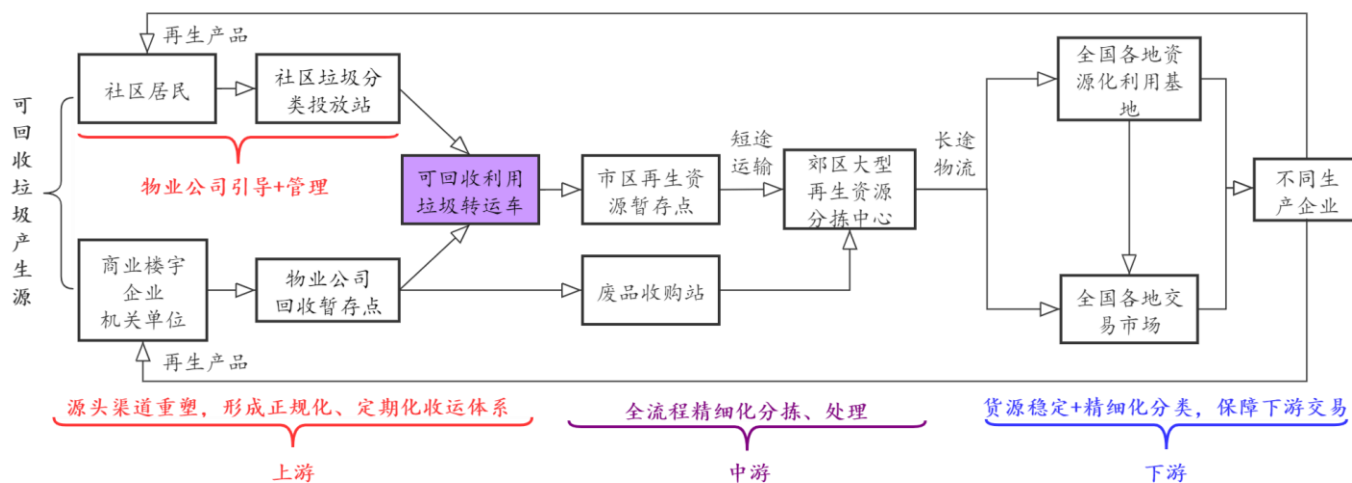 再生产品
可回收垃圾产生源
社区居民
社区垃圾分
类投放站
物业公司引导+管理
商业楼宇
企业
机关单位
物业公司
回收暂存点
再生产品
可回收利用
垃圾转运车
市区再生资
源暂存点
废品收购站
短途
运输
郊区大型
再生资源
分拣中心
长途
物流
全国各地资
源化利用基
地
全国各地交
易市场
不同生
产企业
源头渠道重塑，形成正规化、定期化收运体系
上游
全流程精细化分拣、处理
中游
货源稳定+精细化分类，保障下游交易
下游